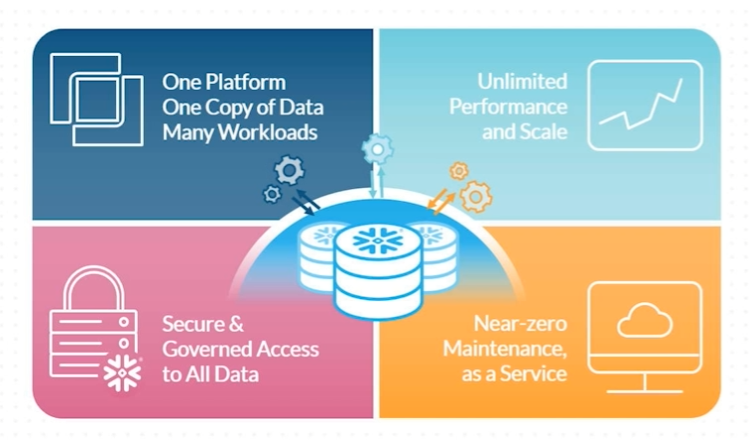 One Platform
One Copy of Data
Many Workloads
Unlimited
Performance
and Scale
Secure &
Governed Access
to All Data
Near-zero
Maintenance,
as a Service